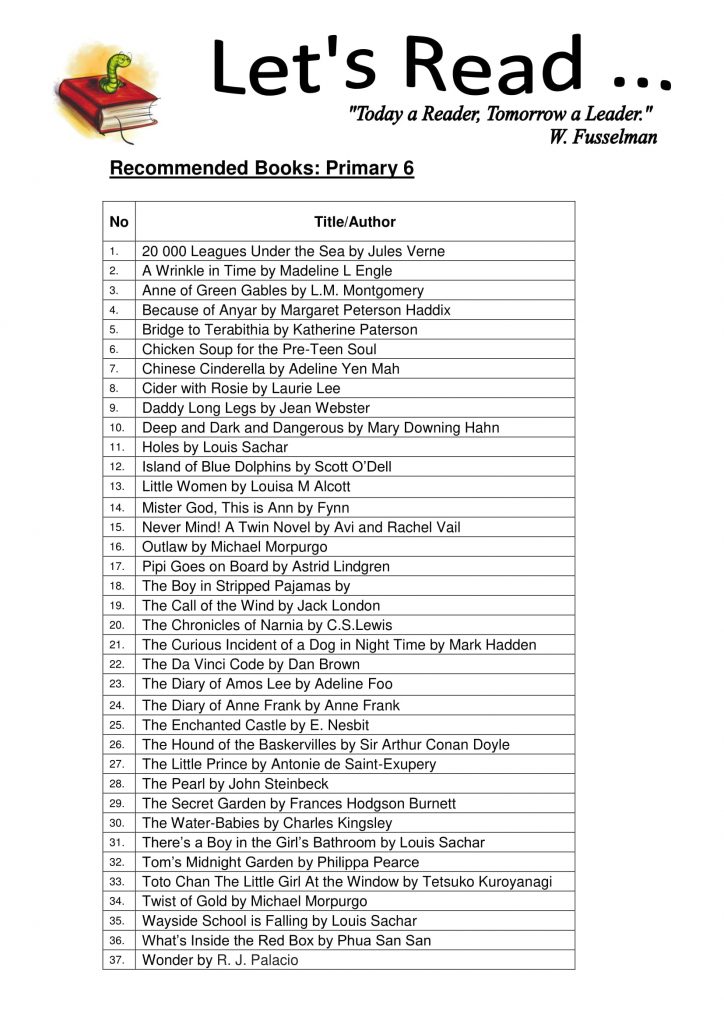 Let's Read ...
"Today a Reader, Tomorrow a Leader."
W. Fusselman
Recommended Books: Primary 6
No Title/Author
1. 20 000 Leagues Under the Sea by Jules Verne
2. A Wrinkle in Time by Madeline L Engle
3. Anne of Green Gables by L.M. Montgomery
4. Because of Anyar by Margaret Peterson Haddix
5. Bridge to Terabithia by Katherine Paterson
6. Chicken Soup for the Pre-Teen Soul
7. Chinese Cinderella by Adeline Yen Mah
8. Cider with Rosie by Laurie Lee
9. Daddy Long Legs by Jean Webster
10. Deep and Dark and Dangerous by Mary Downing Hahn
11. Holes by Louis Sachar
12. Island of Blue Dolphins by Scott O'Dell
13. Little Women by Louisa M Alcott
14. Mister God, This is Ann by Fynn
15. Never Mind! A Twin Novel by Avi and Rachel Vail
16. Outlaw by Michael Morpurgo
17. Pipi Goes on Board by Astrid Lindgren
18. The Boy in Stripped Pajamas by
19. The Call of the Wind by Jack London
20. The Chronicles of Narnia by C.S.Lewis
21. The Curious Incident of a Dog in Night Time by Mark Hadden
22. The Da Vinci Code by Dan Brown
23. The Diary of Amos Lee by Adeline Foo
24. The Diary of Anne Frank by Anne Frank
25. The Enchanted Castle by E. Nesbit
26. The Hound of the Baskervilles by Sir Arthur Conan Doyle
27. The Little Prince by Antonie de Saint-Exupery
28. The Pearl by John Steinbeck
29. The Secret Garden by Frances Hodgson Burnett
30. The Water-Babies by Charles Kingsley
31. There's a Boy in the Girl's Bathroom by Louis Sachar
32. Tom's Midnight Garden by Philippa Pearce
33. Toto Chan The Little Girl At the Window by Tetsuko Kuroyanagi
34. Twist of Gold by Michael Morpurgo
35. Wayside School is Falling by Louis Sachar
36. What's Inside the Red Box by Phua San San
37. Wonder by R. J. Palacio